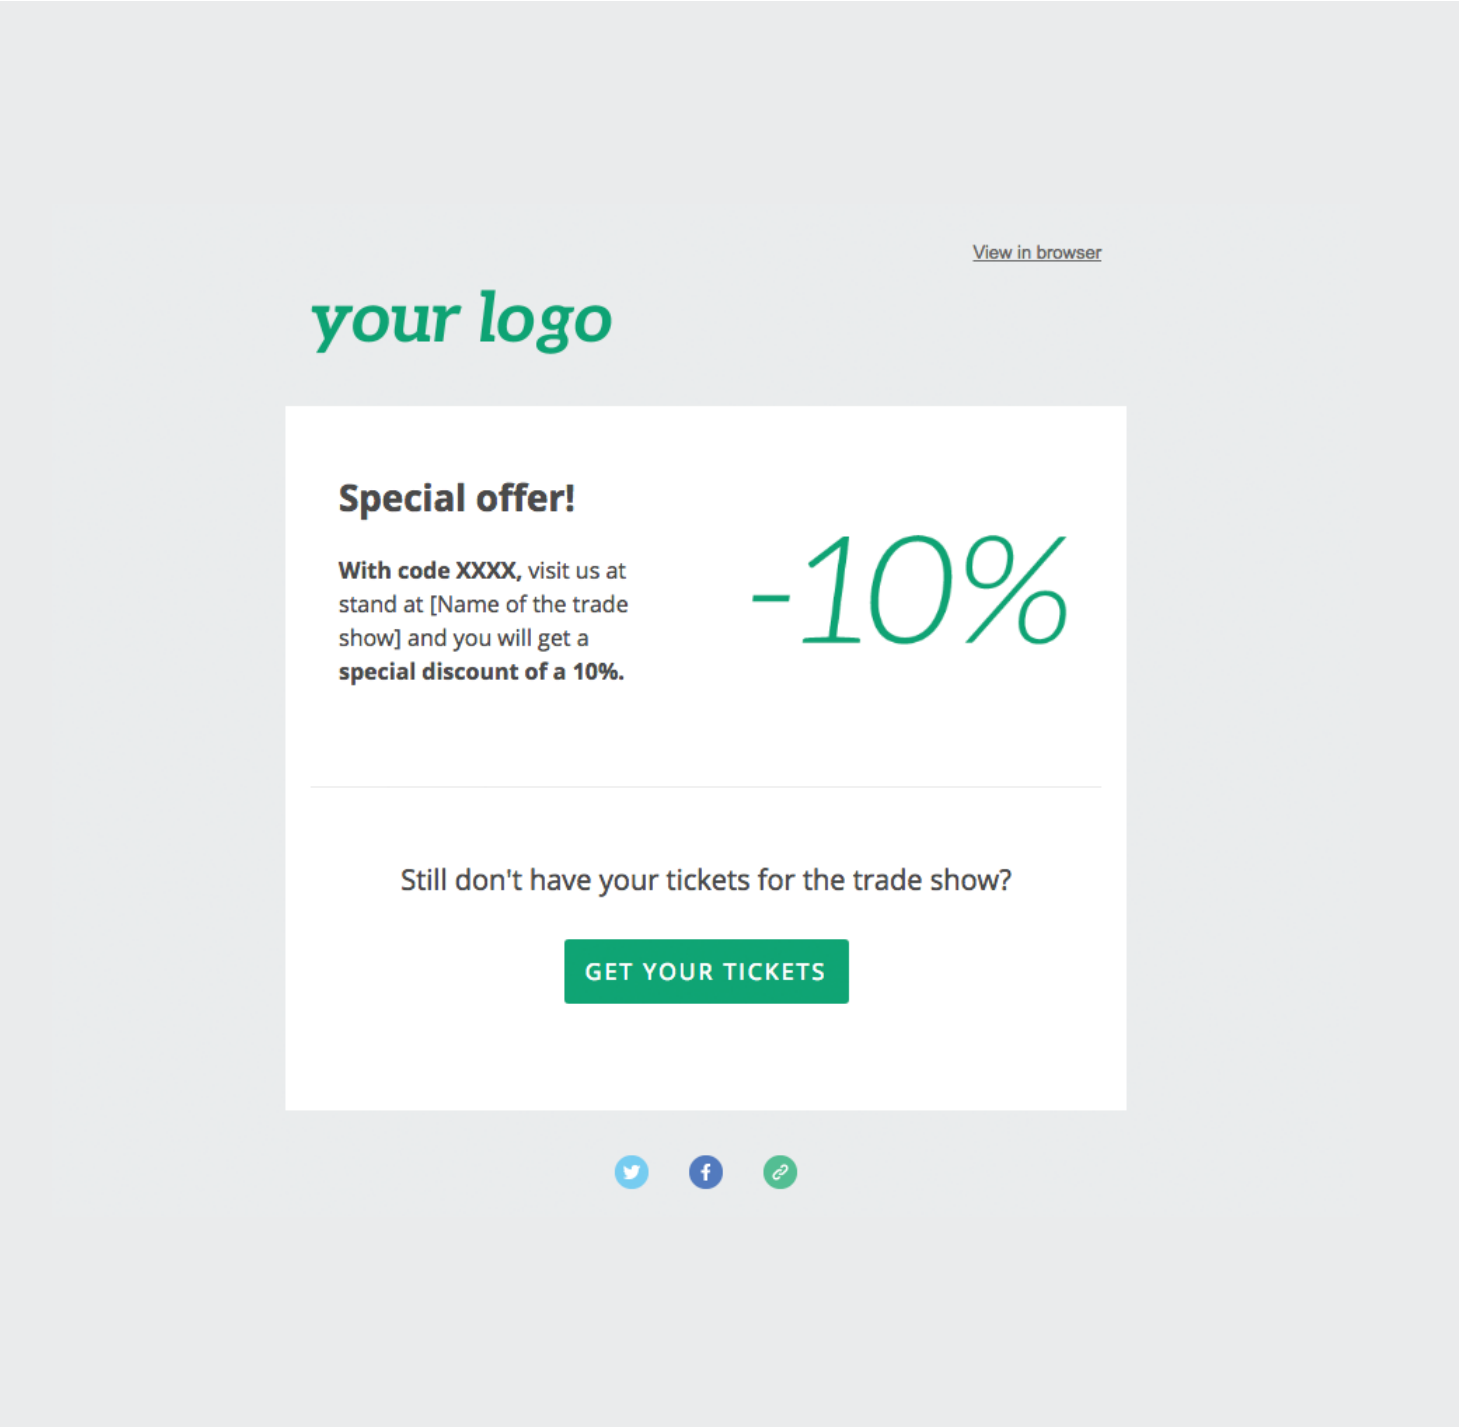 View in browser
your logo
Special offer!
With code XXXX, visit us at
stand at [Name of the trade
show] and you will get a
special discount of a 10%.
-10%
Still don't have your tickets for the trade show?
GET YOUR TICKETS